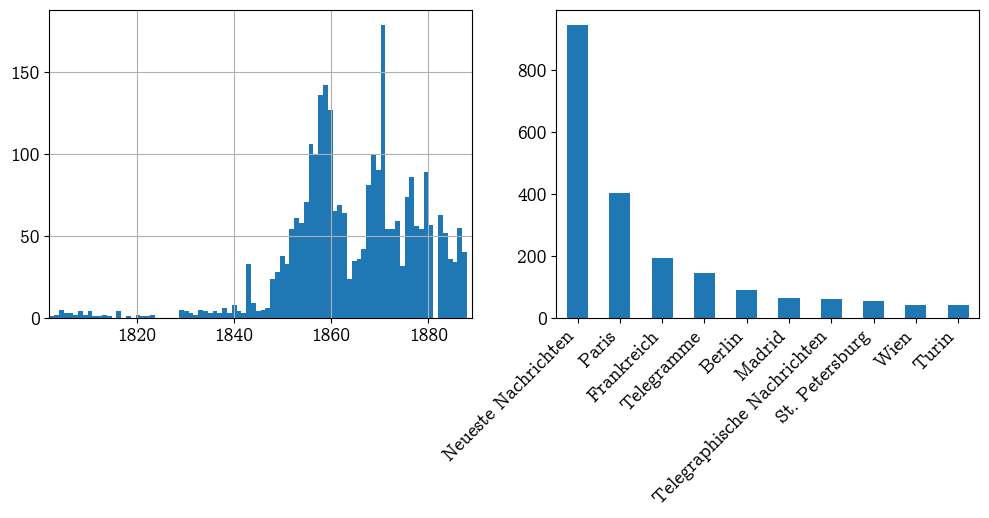 150
100
50
0
1820 1840 1860 1880
800
600
400
200
0
Neueste Nachrichten
Paris
Frankreich
Telegramme
Berlin
Madrid
Telegraphische Nachrichten
St. Petersburg
Wien
Turin